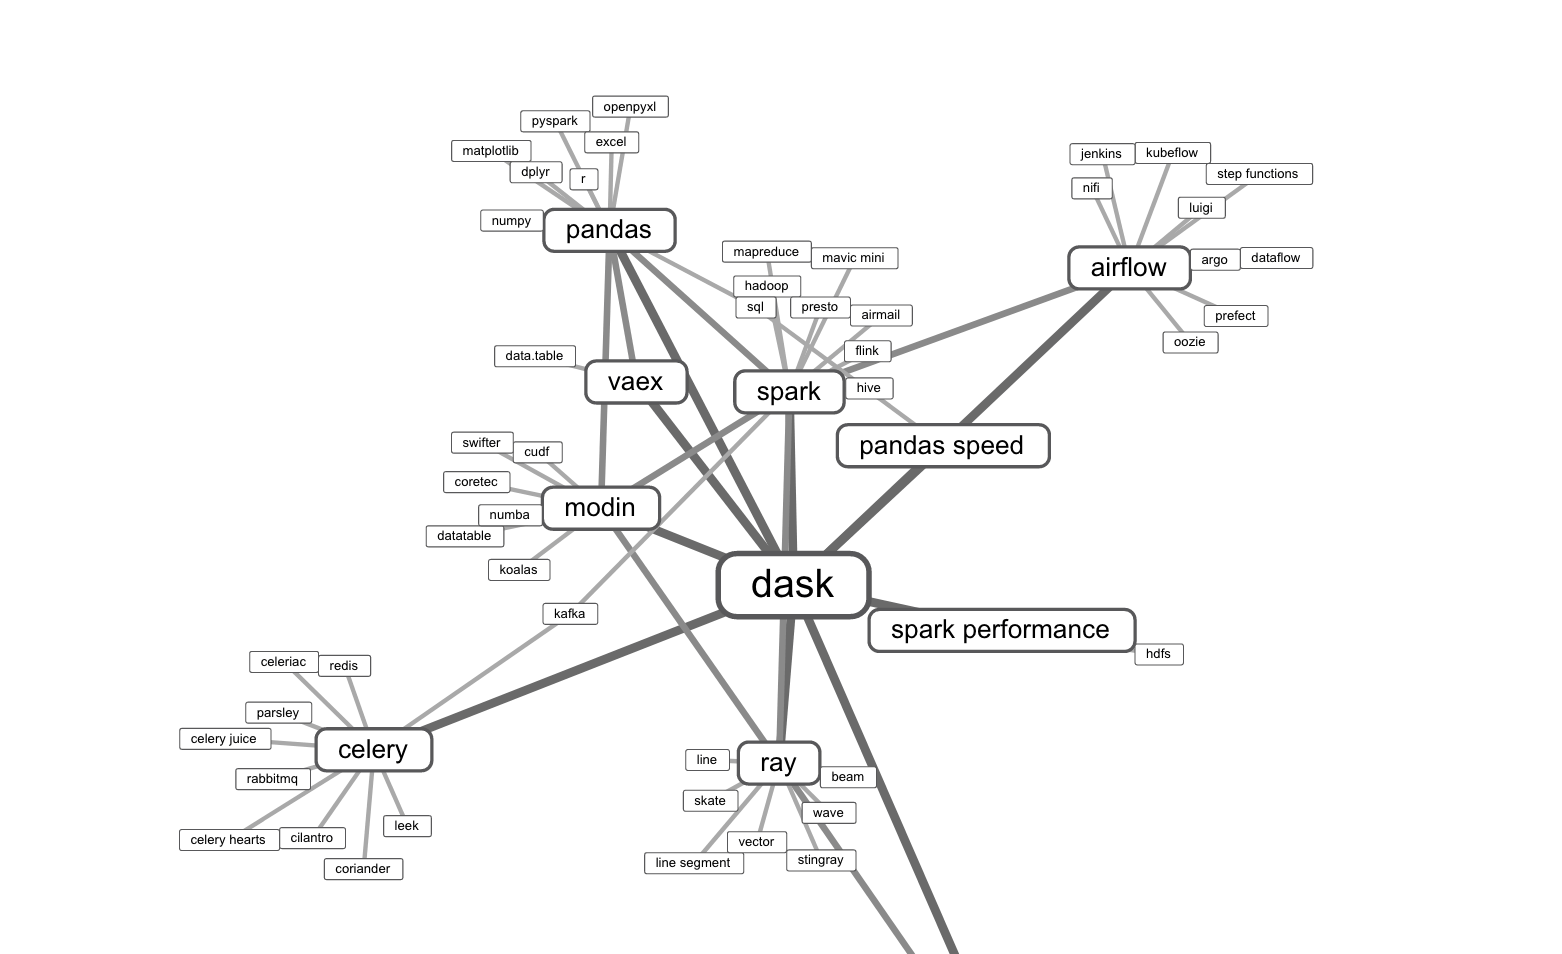 openpyxl
pyspark
excel
matplotlib
dplyr
r
numpy
pandas
jenkins
kubeflow
step functions
nifi
luigi
airflow
argo
dataflow
prefect
oozie
mapreduce
mavic mini
hadoop
sql
presto
airmail
flink
hive
spark
data.table
vaex
pandas speed
swifter
cudf
coretec
modin
numba
datatable
koalas
dask
kafka
spark performance
hdfs
celeriac
redis
parsley
celery juice
celery
rabbitmq
celery hearts
cilantro
leek
coriander
line
ray
beam
skate
wave
vector
line segment
stingray